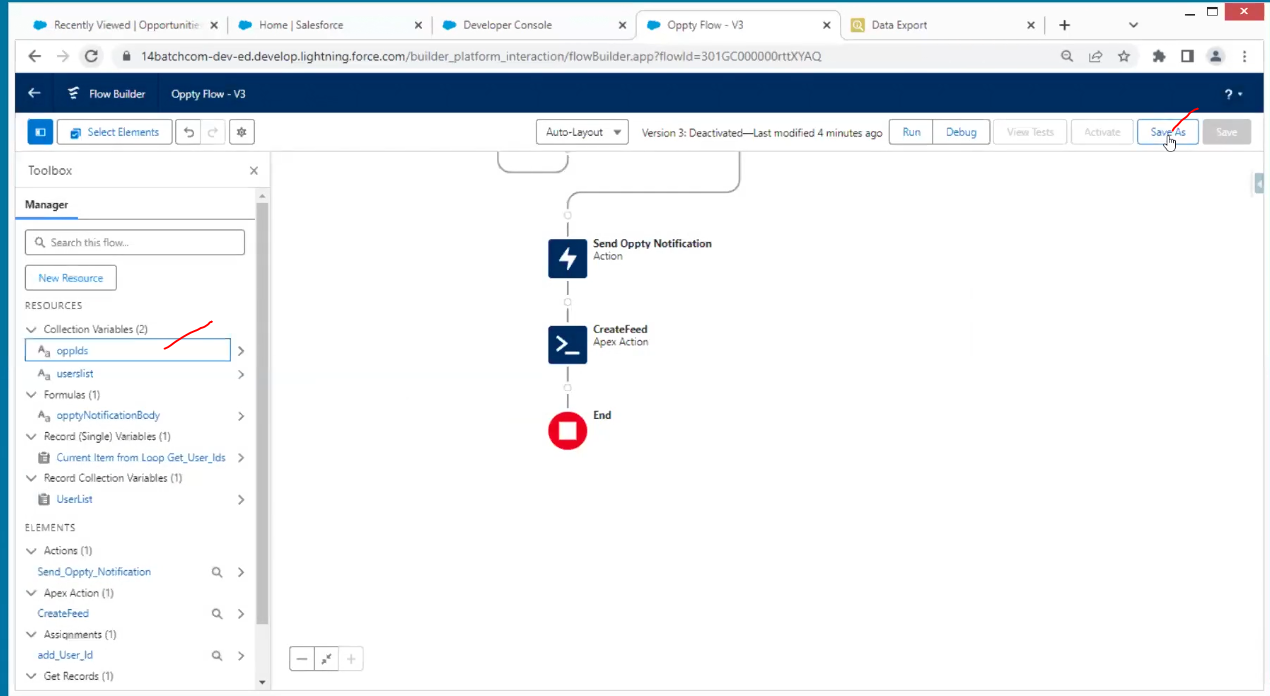 Recently Viewed | Opportunitie
Home | Salesforce
Developer Console
Oppty Flow - V3
Data Export
14batchcom-dev-ed.develop.lightning.force.com/builder_platform_interaction/flowBuilder.app?flowId=301GC000000rttXYAQ
Flow Builder
Oppty Flow - V3
?
Select Elements
Auto-Layout
Version 3: Deactivated—Last modified 4 minutes ago
Run
Debug
View Tests
Activate
Save As
Save
Toolbox
Manager
Search this flow...
New Resource
RESOURCES
Collection Variables (2)
Aa oppIds
Aa userslist
Formulas (1)
Aa opptyNotificationBody
Record (Single) Variables (1)
Current Item from Loop Get_User_Ids
Record Collection Variables (1)
UserList
ELEMENTS
Actions (1)
Send_Oppty_Notification
Apex Action (1)
CreateFeed
Assignments (1)
add_User_Id
Get Records (1)
Send Oppty Notification
Action
CreateFeed
Apex Action
End